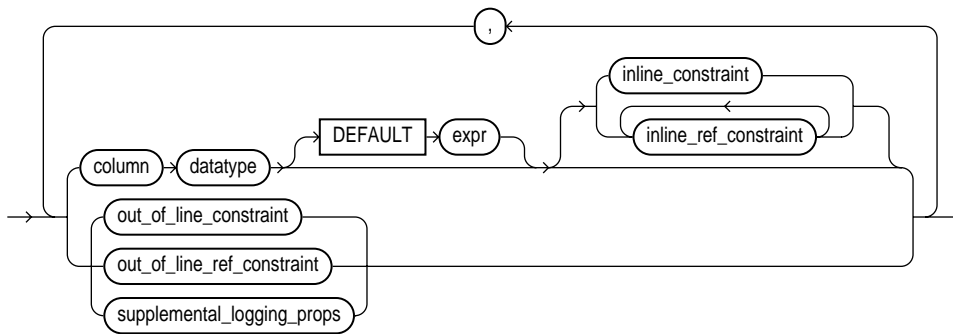 ,
inline_constraint
DEFAULT expr
inline_ref_constraint
column datatype
out_of_line_constraint
out_of_line_ref_constraint
supplemental_logging_props